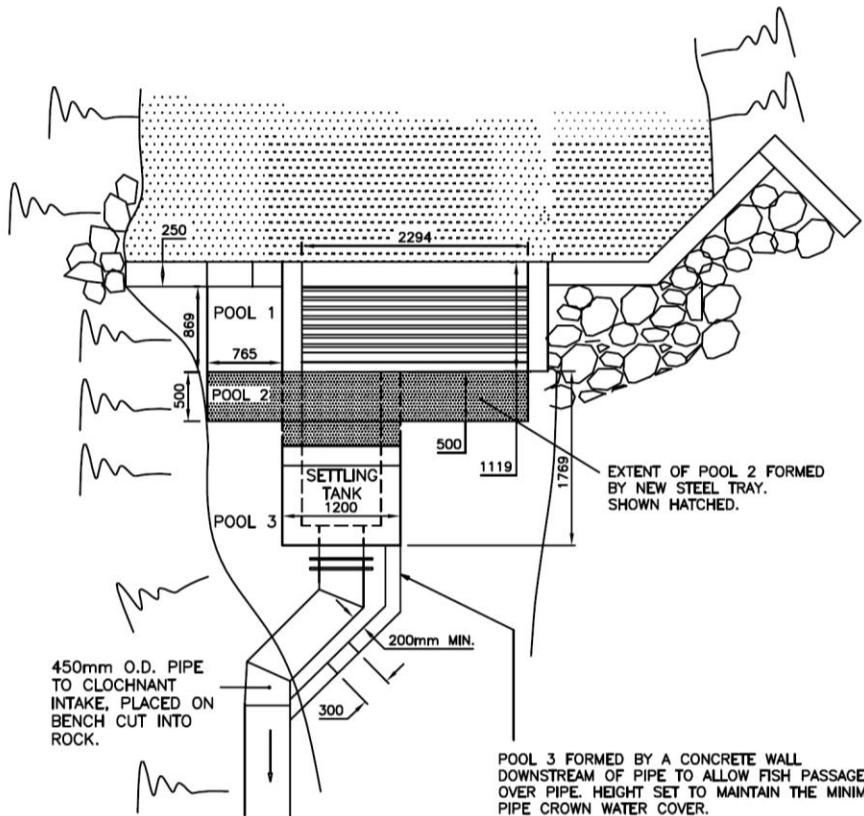 250
2294
POOL 1
869
765
500
POOL 2
500
1119
1769
SETTLING
TANK
1200
POOL 3
EXTENT OF POOL 2 FORMED
BY NEW STEEL TRAY.
SHOWN HATCHED.
200mm MIN.
300
450mm O.D. PIPE
TO CLOCHNANT
INTAKE, PLACED ON
BENCH CUT INTO
ROCK.
POOL 3 FORMED BY A CONCRETE WALL
DOWNSTREAM OF PIPE TO ALLOW FISH PASSAGE
OVER PIPE. HEIGHT SET TO MAINTAIN THE MINIM
PIPE CROWN WATER COVER.